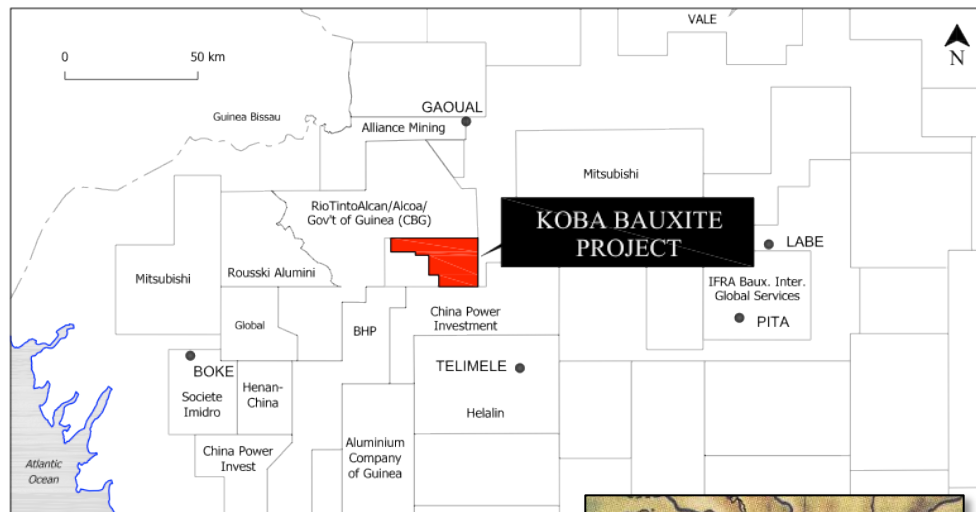 VALE
0
50 km
N
GAOUAL
Guinea Bissau
Alliance Mining
Mitsubishi
RioTintoAlcan/Alcoa/
Gov't of Guinea (CBG)
KOBA BAUXITE
PROJECT
LABE
Mitsubishi
Rousski Alumini
IFRA Baux. Inter.
Global Services
China Power
Investment
PITA
Global
BHP
BOKE
TELIMELE
Societe
Imidro
Henan-
China
Helalin
China Power
Invest
Aluminium
Company
of Guinea
Atlantic
Ocean